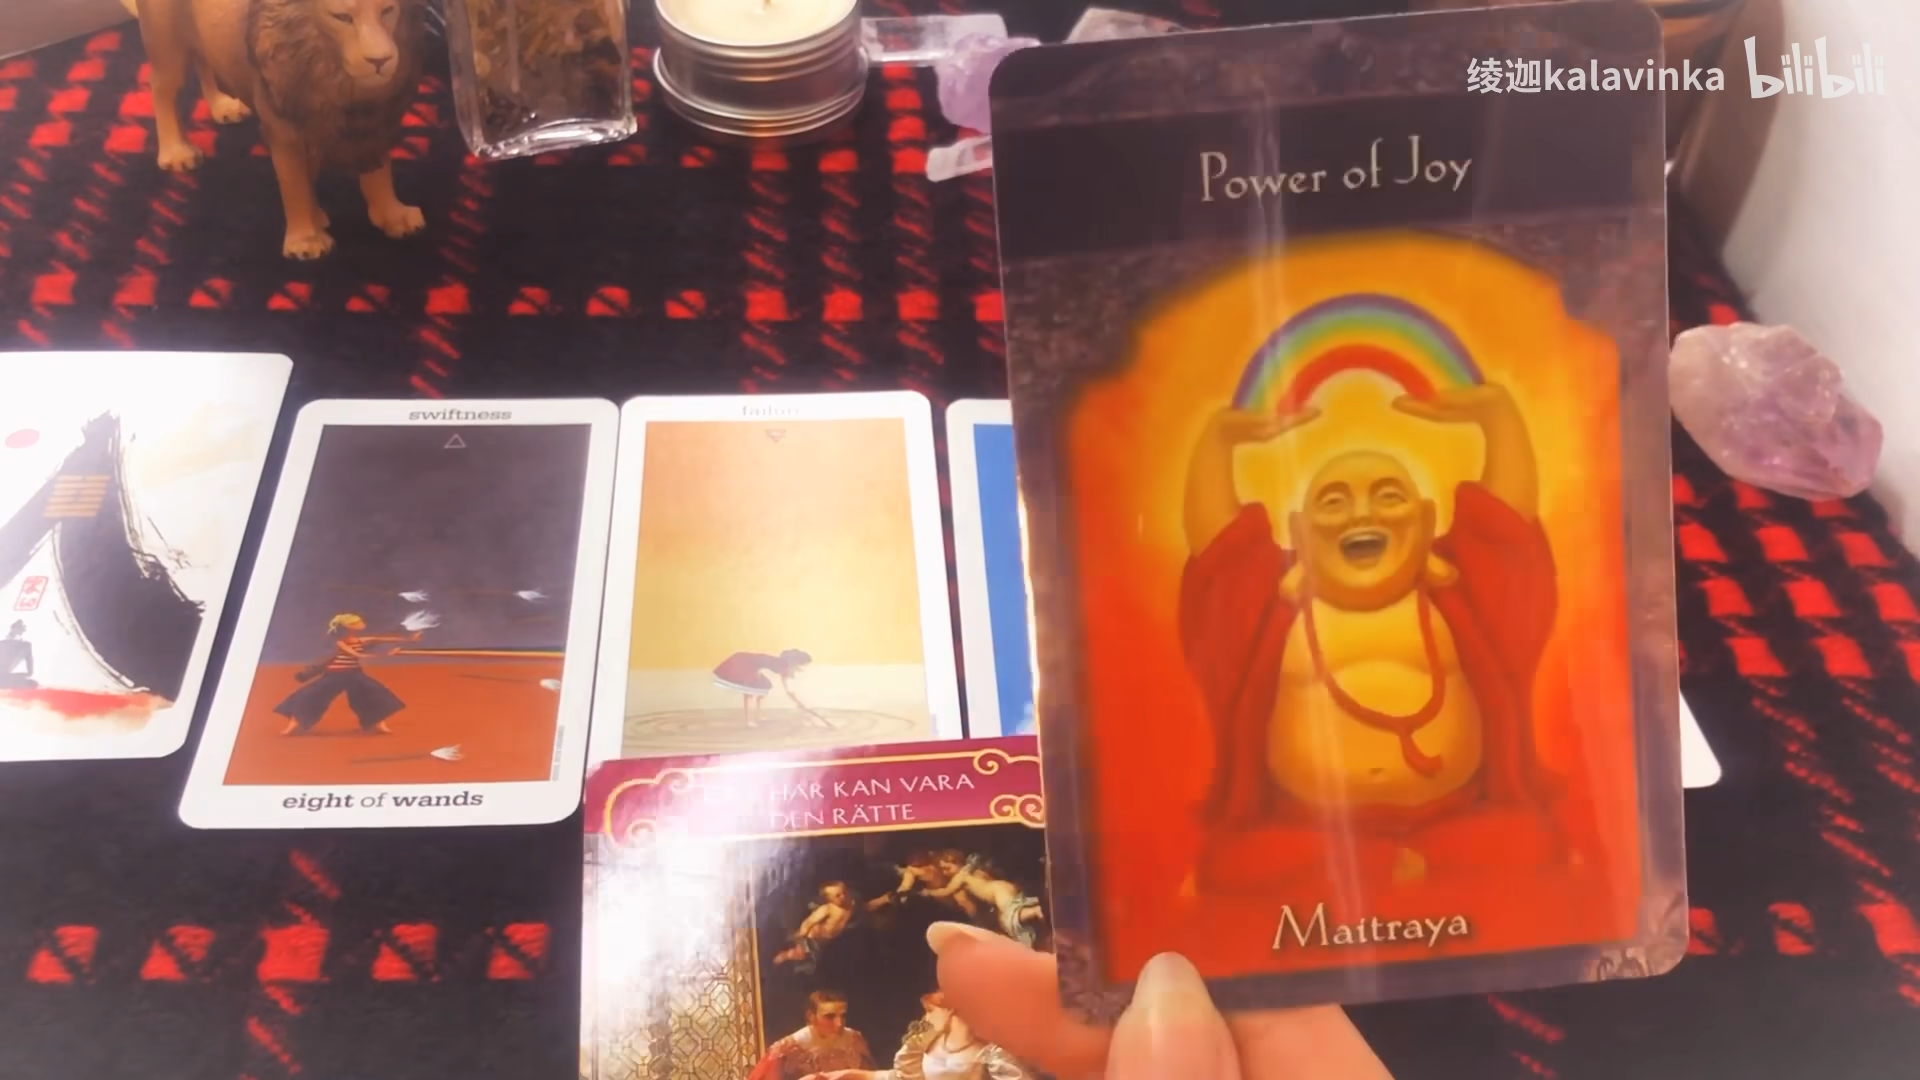 绫迦kalavinka bilibili
Power of Joy
Maitraya
swiftness
eight of wands
failure
HÄR KAN VARA
DEN RÄTTE